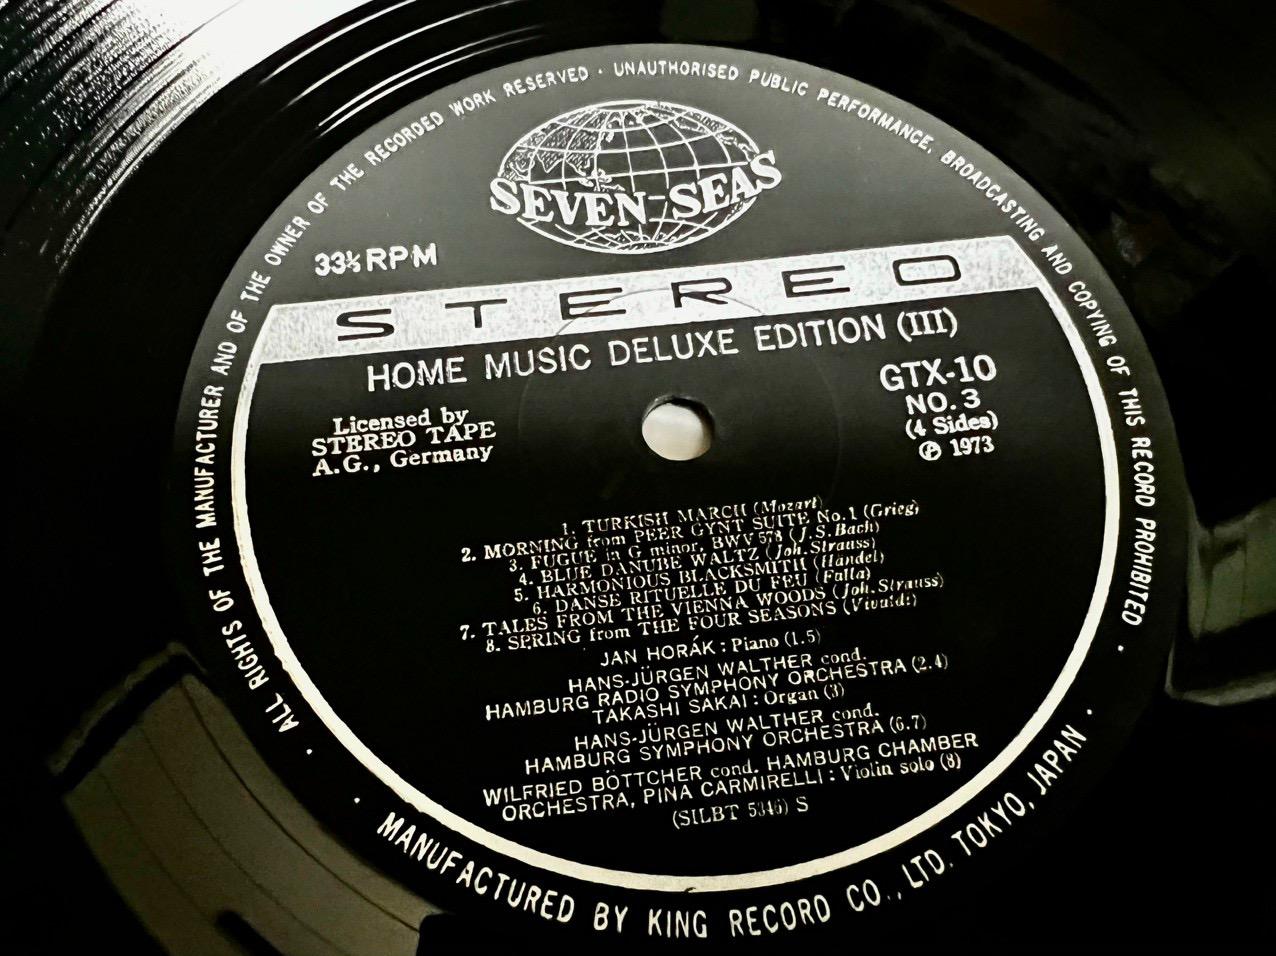 ALL RIGHTS OF THE MANUFACTURER AND OF THE OWNER OF THE RECORDED WORK RESERVED · UNAUTHORISED PUBLIC PERFORMANCE, BROADCASTING AND COPYING OF THIS RECORD PROHIBITED
SEVEN-SEAS
33⅓ RPM
STEREO
HOME MUSIC DELUXE EDITION (III)
Licensed by
STEREO TAPE
A.G., Germany
GTX-10
NO. 3
(4 Sides)
℗ 1973
1. TURKISH MARCH (Mozart)
2. MORNING from PEER GYNT SUITE No.1 (Grieg)
3. FUGUE in G minor, BWV 578 (J.S.Bach)
4. BLUE DANUBE WALTZ (Joh.Strauss)
5. HARMONIOUS BLACKSMITH (Händel)
6. DANSE RITUELLE DU FEU (Falla)
7. TALES FROM THE VIENNA WOODS (Joh.Strauss)
8. SPRING from THE FOUR SEASONS (Vivaldi)
JAN HORÁK : Piano (1.5)
HANS-JÜRGEN WALTHER cond.
HAMBURG RADIO SYMPHONY ORCHESTRA (2.4)
TAKASHI SAKAI : Organ (3)
HANS-JÜRGEN WALTHER cond.
HAMBURG SYMPHONY ORCHESTRA (6.7)
WILFRIED BÖTTCHER cond. HAMBURG CHAMBER
ORCHESTRA, PINA CARMIRELLI : Violin solo (8)
(SILBT 5346) S
MANUFACTURED BY KING RECORD CO., LTD. TOKYO, JAPAN